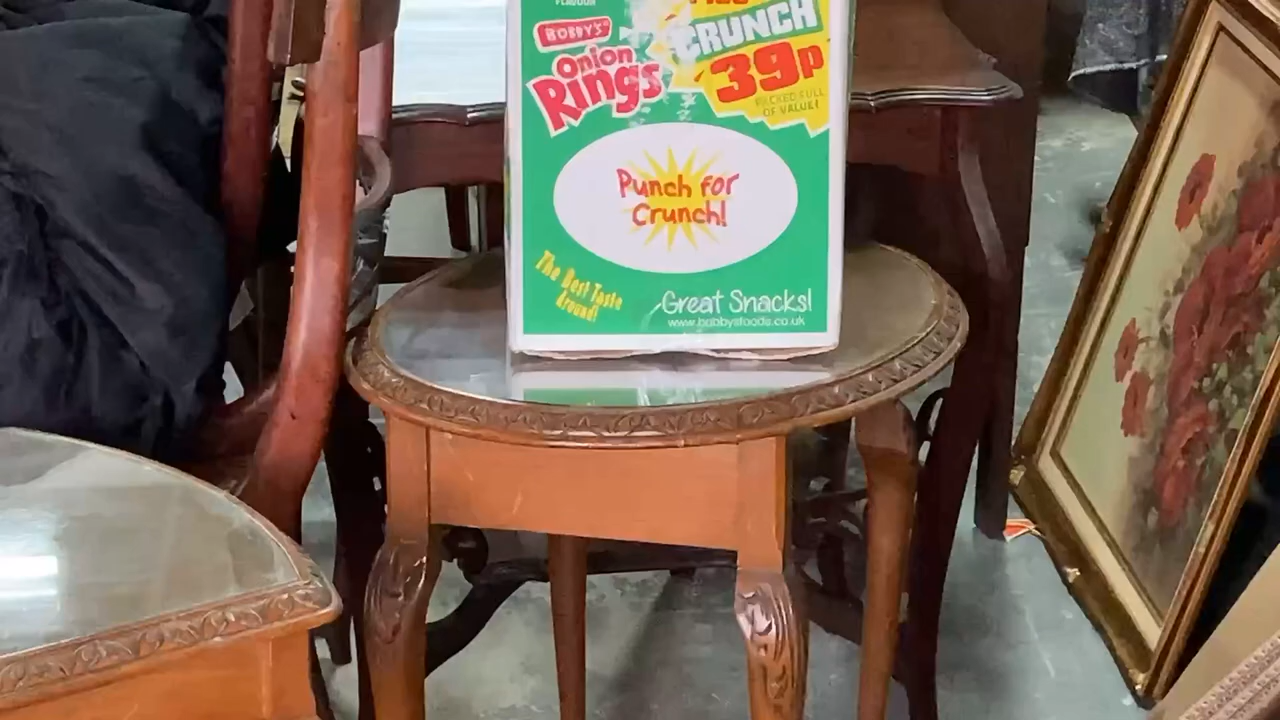 FLAVOUR
BOBBY'S
Onion
Rings
CRUNCH
39p
PACKED FULL
OF VALUE!
Punch for
Crunch!
The Best Taste
Around!
Great Snacks!
www.bobbysfoods.co.uk